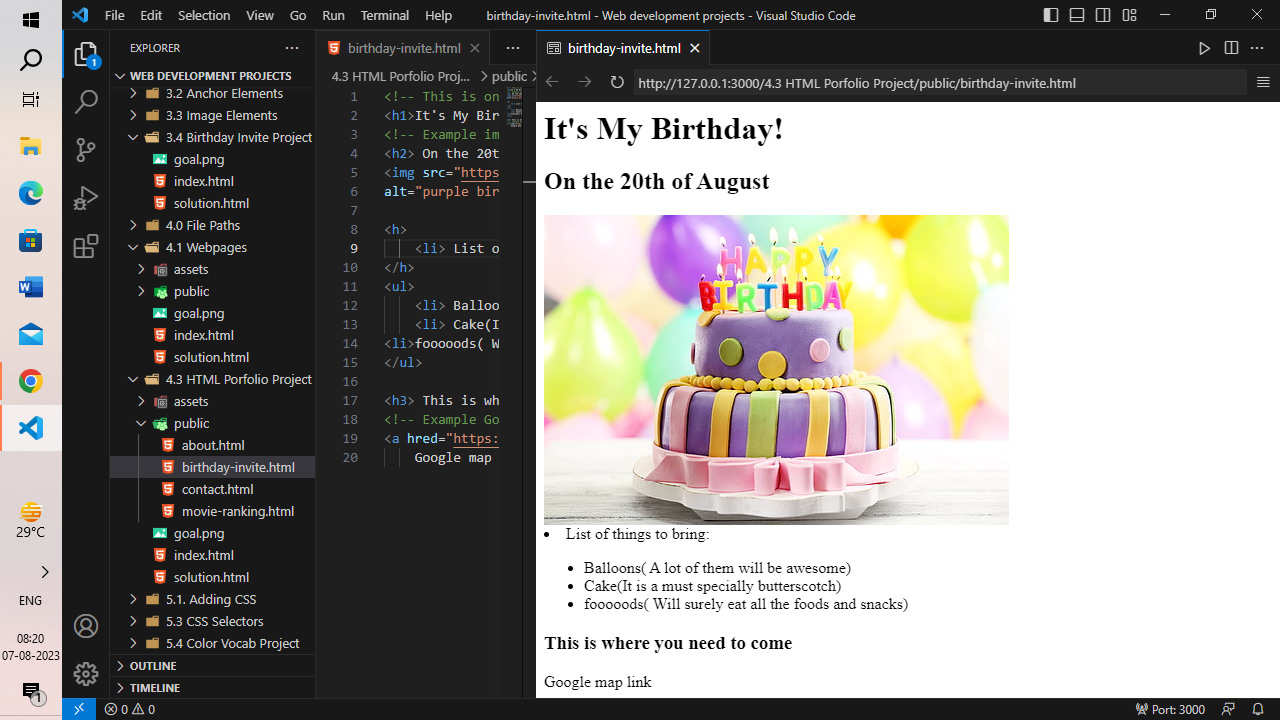 File Edit Selection View Go Run Terminal Help
birthday-invite.html - Web development projects - Visual Studio Code
EXPLORER
WEB DEVELOPMENT PROJECTS
3.2 Anchor Elements
3.3 Image Elements
3.4 Birthday Invite Project
goal.png
index.html
solution.html
4.0 File Paths
4.1 Webpages
assets
public
goal.png
index.html
solution.html
4.3 HTML Porfolio Project
assets
public
about.html
birthday-invite.html
contact.html
movie-ranking.html
goal.png
index.html
solution.html
5.1. Adding CSS
5.3 CSS Selectors
5.4 Color Vocab Project
OUTLINE
TIMELINE
1
birthday-invite.html
4.3 HTML Porfolio Proj... > public >
1 <!-- This is on
2 <h1>It's My Bir
3 <!-- Example im
4 <h2> On the 20t
5 <img src="https
6 alt="purple bir
7
8 <h>
9 <li> List o
10 </h>
11 <ul>
12 <li> Balloo
13 <li> Cake(I
14 <li>fooooods( W
15 </ul>
16
17 <h3> This is wh
18 <!-- Example Go
19 <a hred="https:
20 Google map
birthday-invite.html
http://127.0.0.1:3000/4.3 HTML Porfolio Project/public/birthday-invite.html
It's My Birthday!
On the 20th of August
HAPPY
BIRTHDAY
List of things to bring:
Balloons( A lot of them will be awesome)
Cake(It is a must specially butterscotch)
fooooods( Will surely eat all the foods and snacks)
This is where you need to come
Google map link
29°C
ENG
08:20
07-08-2023
1
0 0
Port: 3000